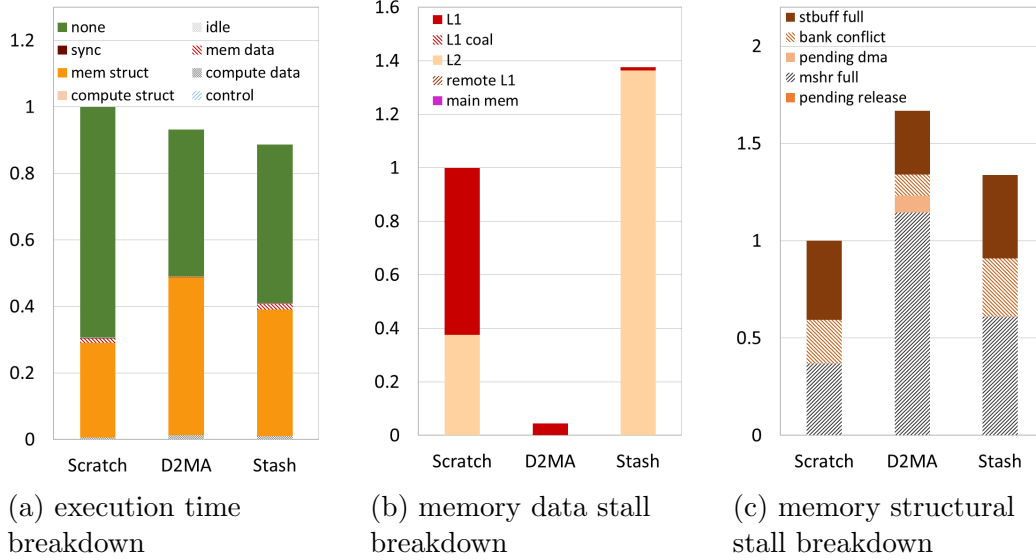 none
idle
sync
mem data
mem struct
compute data
compute struct
control
1.2
1
0.8
0.6
0.4
0.2
0
Scratch D2MA Stash
(a) execution time
breakdown
L1
L1 coal
L2
remote L1
main mem
1.6
1.4
1.2
1
0.8
0.6
0.4
0.2
0
Scratch D2MA Stash
(b) memory data stall
breakdown
stbuff full
bank conflict
pending dma
mshr full
pending release
2
1.5
1
0.5
0
Scratch D2MA Stash
(c) memory structural
stall breakdown